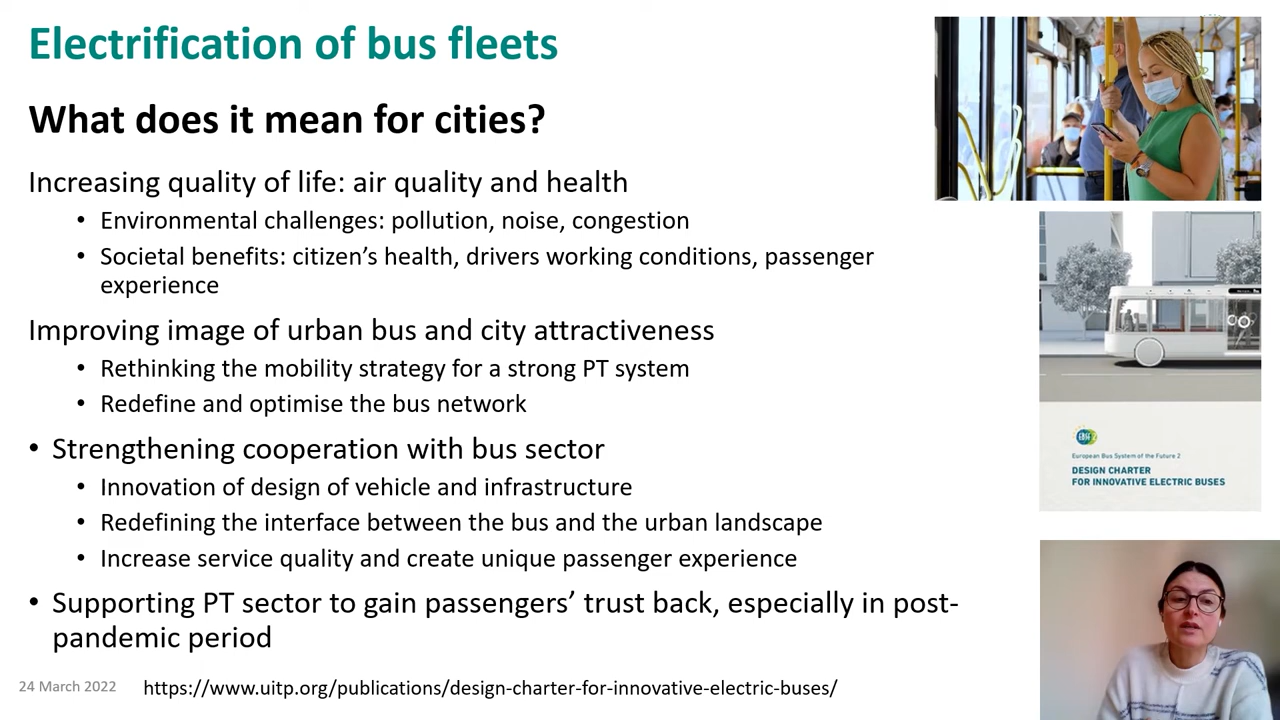 Electrification of bus fleets
What does it mean for cities?
Increasing quality of life: air quality and health
• Environmental challenges: pollution, noise, congestion
• Societal benefits: citizen’s health, drivers working conditions, passenger
experience
Improving image of urban bus and city attractiveness
• Rethinking the mobility strategy for a strong PT system
• Redefine and optimise the bus network
• Strengthening cooperation with bus sector
• Innovation of design of vehicle and infrastructure
• Redefining the interface between the bus and the urban landscape
• Increase service quality and create unique passenger experience
• Supporting PT sector to gain passengers’ trust back, especially in post-
pandemic period
24 March 2022
https://www.uitp.org/publications/design-charter-for-innovative-electric-buses/
EBSF 2
European Bus System of the Future 2
DESIGN CHARTER
FOR INNOVATIVE ELECTRIC BUSES